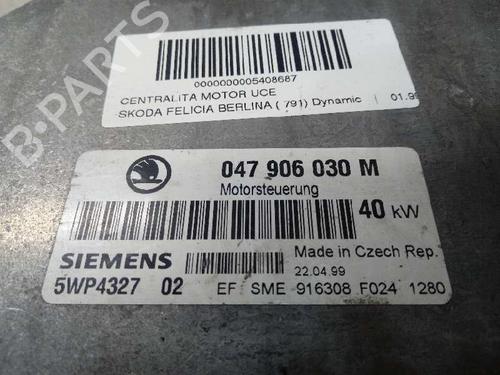 0000000005408687
CENTRALITA MOTOR UCE
SKODA FELICIA BERLINA ( 791) Dynamic | 01.99
B-PARTS
047 906 030 M
Motorsteuerung
40 kW
SIEMENS
Made in Czech Rep.
22.04.99
5WP4327 02
EF SME 916308 F024 1280